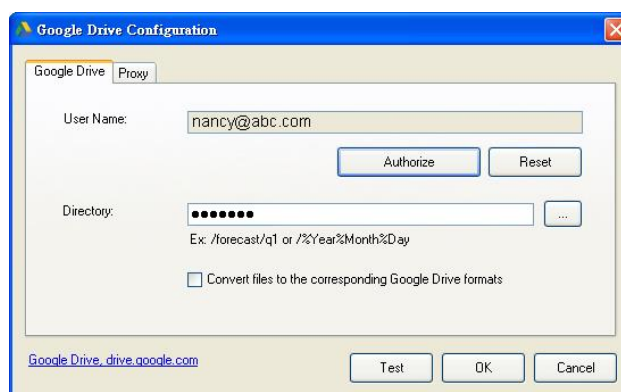 Google Drive Configuration
Google Drive Proxy
User Name: nancy@abc.com
Authorize Reset
Directory: ●●●●●●● ...
Ex: /forecast/q1 or /%Year%Month%Day
Convert files to the corresponding Google Drive formats
Google Drive, drive.google.com Test OK Cancel